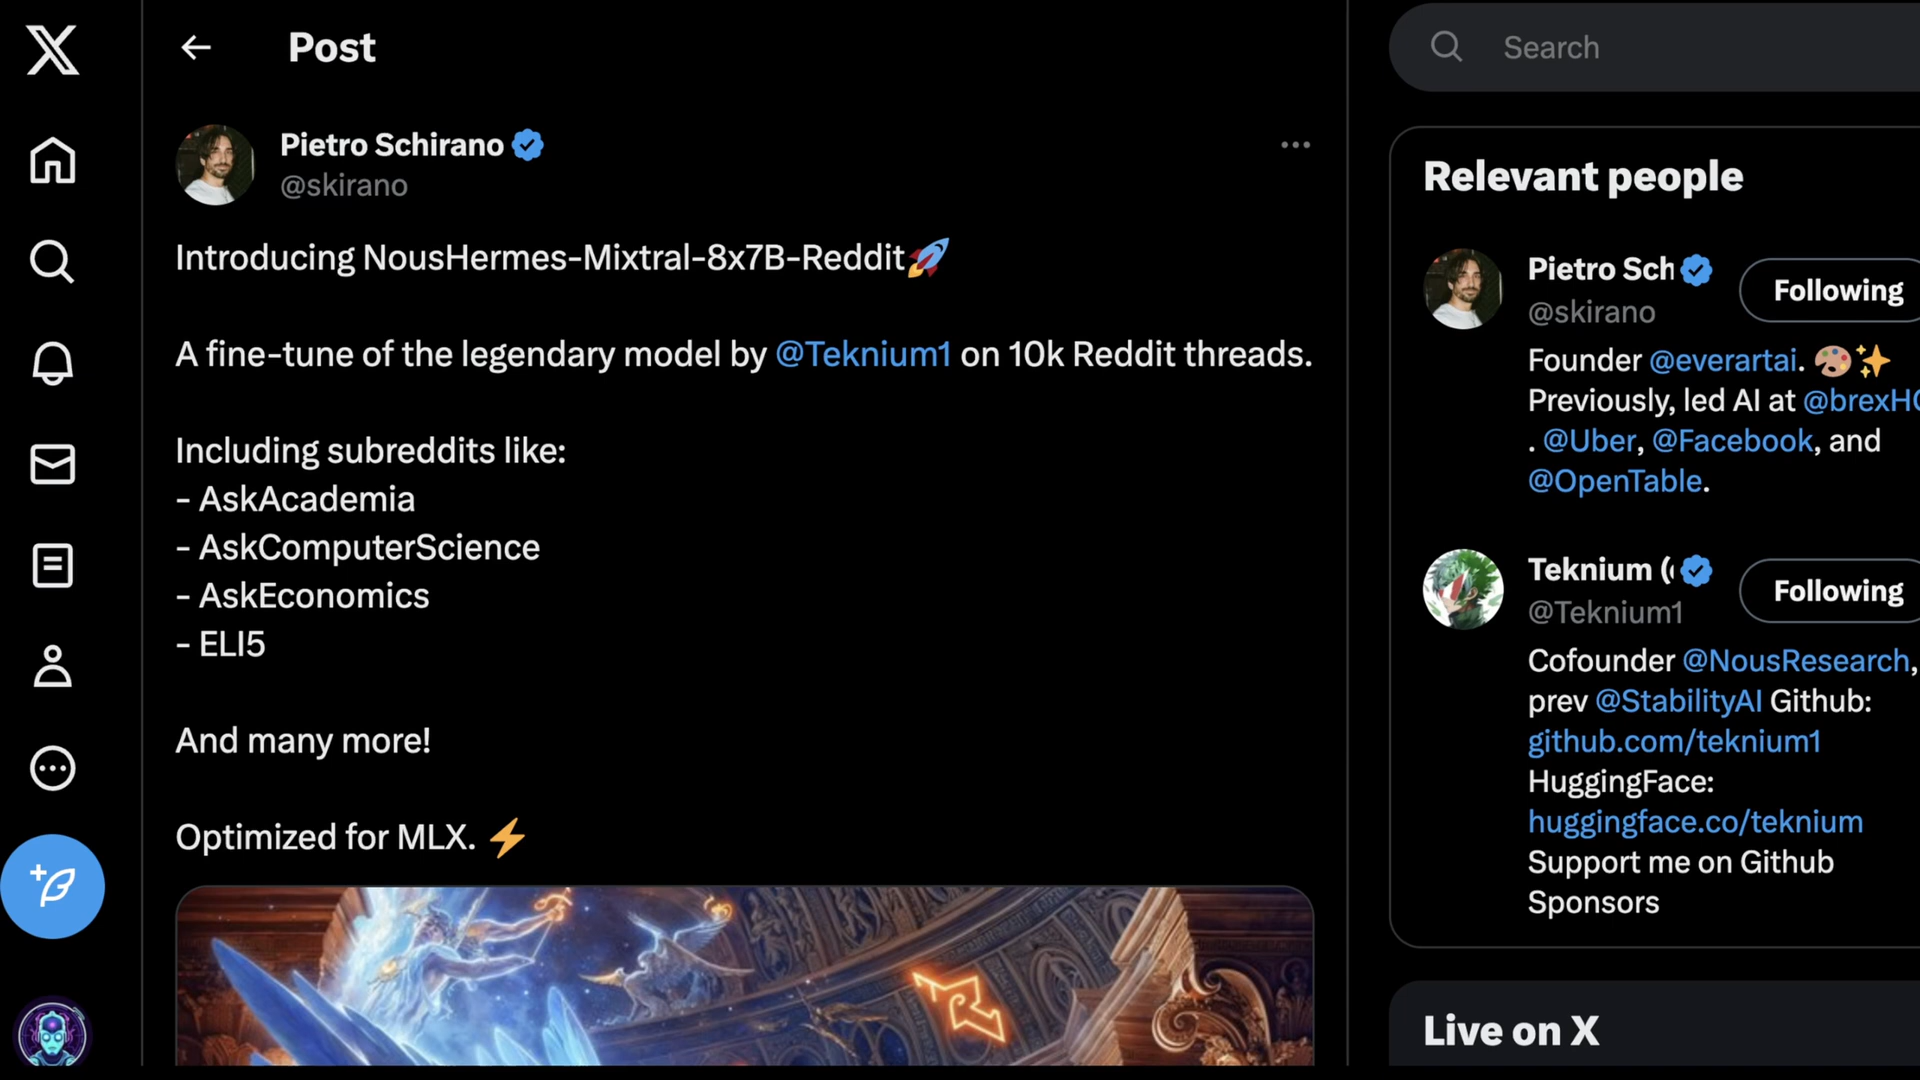 Post
Search
Pietro Schirano
@skirano
Introducing NousHermes-Mixtral-8x7B-Reddit🚀
A fine-tune of the legendary model by @Teknium1 on 10k Reddit threads.
Including subreddits like:
- AskAcademia
- AskComputerScience
- AskEconomics
- ELI5
And many more!
Optimized for MLX. ⚡
Relevant people
Pietro Sch
Following
@skirano
Founder @everartai. 🎨✨
Previously, led AI at @brexH
. @Uber, @Facebook, and
@OpenTable.
Teknium (
Following
@Teknium1
Cofounder @NousResearch,
prev @StabilityAI Github:
github.com/teknium1
HuggingFace:
huggingface.co/teknium
Support me on Github
Sponsors
Live on X